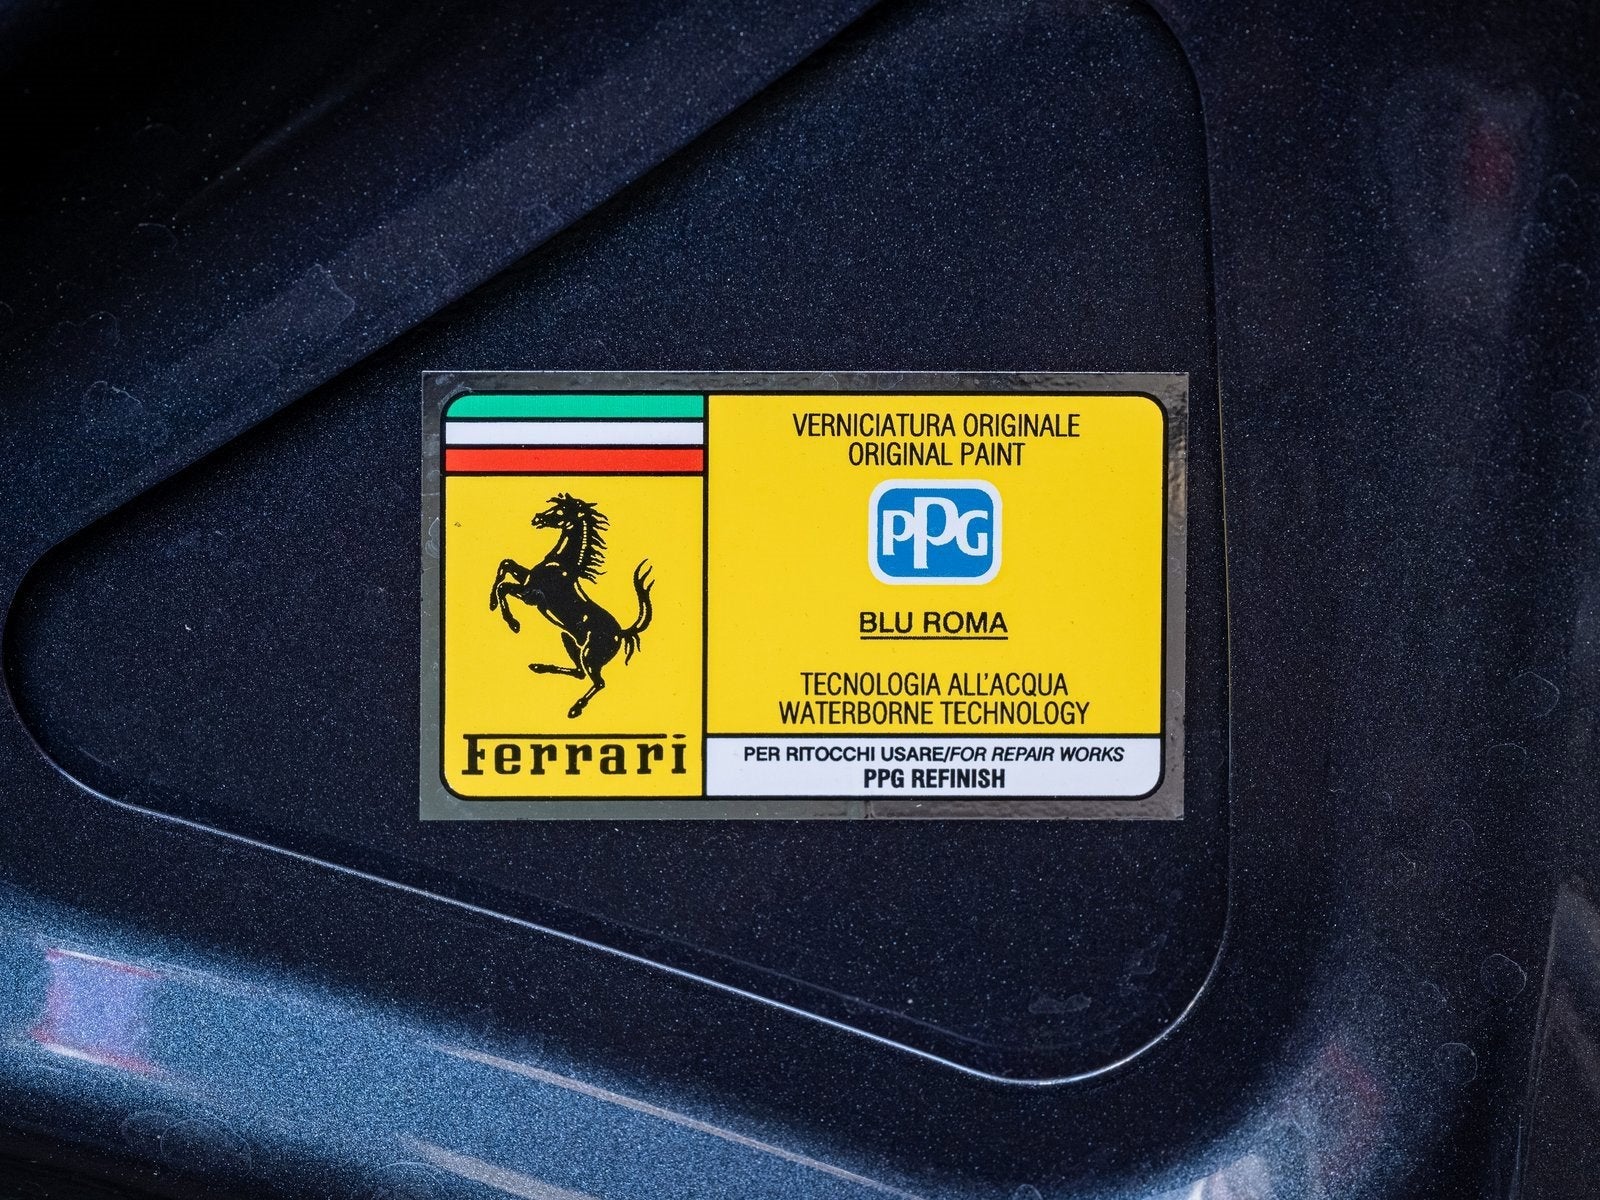 Ferrari
VERNICIATURA ORIGINALE
ORIGINAL PAINT
PPG
BLU ROMA
TECNOLOGIA ALL'ACQUA
WATERBORNE TECHNOLOGY
PER RITOCCHI USARE/FOR REPAIR WORKS
PPG REFINISH